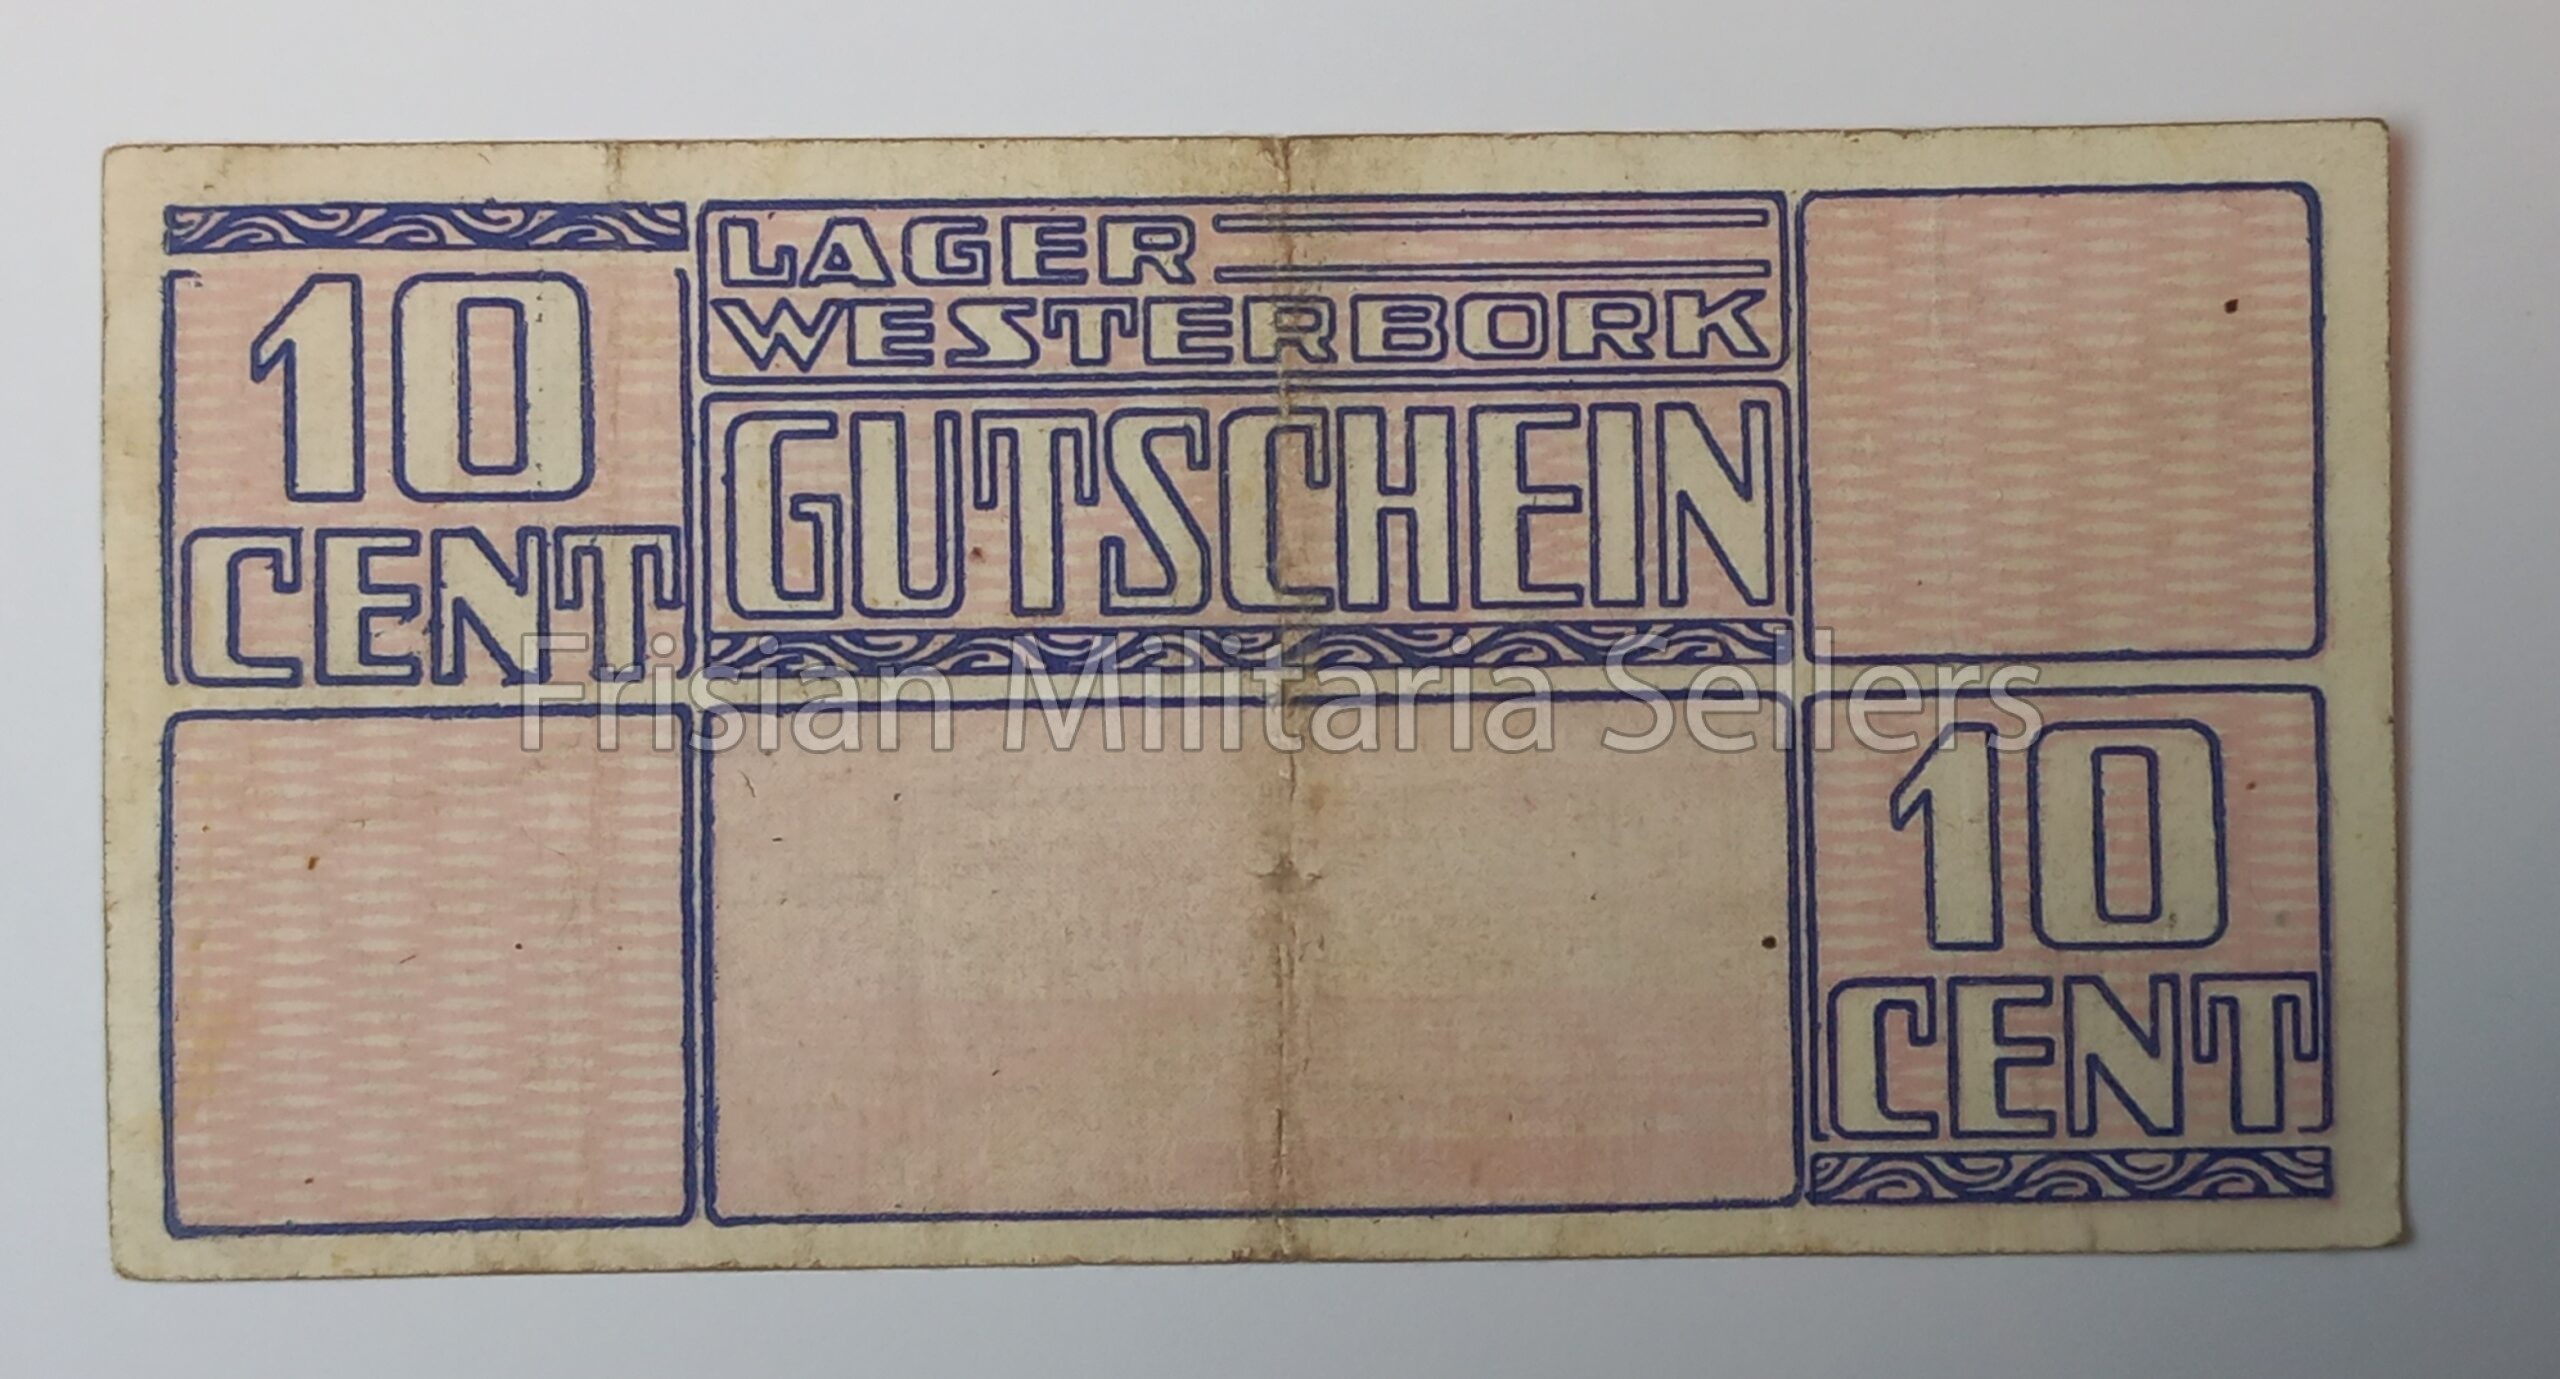 10
CENT
LAGER
WESTERBORK
GUTSCHEIN
Frisian Militaria Sellers
10
CENT